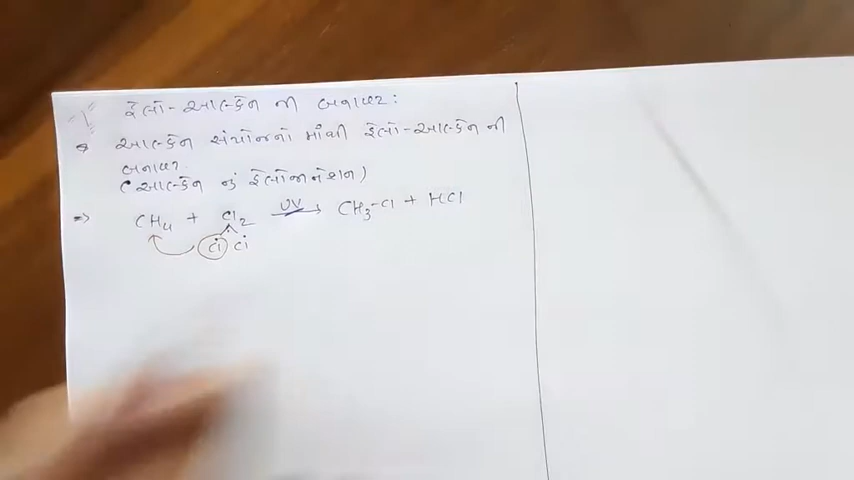 હેલો-આલ્કેન ની બનાવટ:
આલ્કેન સંયોજનો માંથી હેલો-આલ્કેન ની
બનાવટ.
(આલ્કેન નું હેલોજીનેશન)
⇒ CH₄ + Cl₂ UV→ CH₃-Cl + HCl
Cl Cl